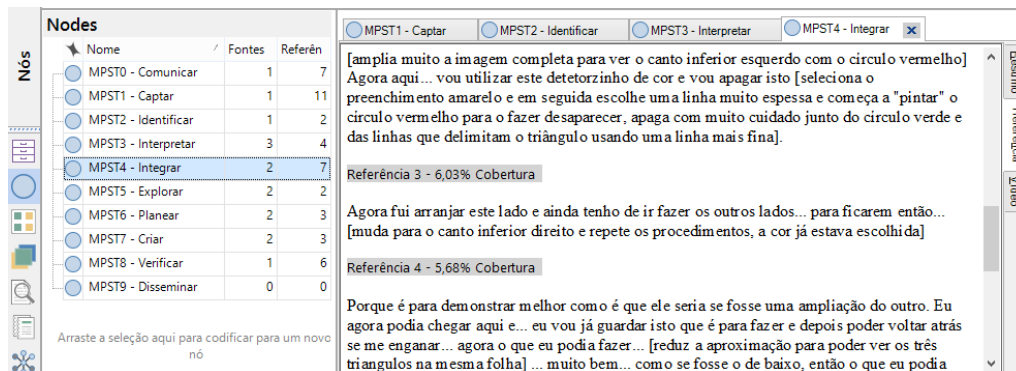 Nós
Nodes
Nome / Fontes Referên
MPST0 - Comunicar 1 7
MPST1 - Captar 1 11
MPST2 - Identificar 1 2
MPST3 - Interpretar 3 4
MPST4 - Integrar 2 7
MPST5 - Explorar 2 2
MPST6 - Planear 2 3
MPST7 - Criar 2 3
MPST8 - Verificar 1 6
MPST9 - Disseminar 0 0
Arraste a seleção aqui para codificar para um novo
nó
MPST1 - Captar MPST2 - Identificar MPST3 - Interpretar MPST4 - Integrar x
[amplia muito a imagem completa para ver o canto inferior esquerdo com o circulo vermelho]
Agora aqui... vou utilizar este detetorzinho de cor e vou apagar isto [seleciona o
preenchimento amarelo e em seguida escolhe uma linha muito espessa e começa a "pintar" o
circulo vermelho para o fazer desaparecer, apaga com muito cuidado junto do circulo verde e
das linhas que delimitam o triângulo usando uma linha mais fina].
Referência 3 - 6,03% Cobertura
Agora fui arranjar este lado e ainda tenho de ir fazer os outros lados... para ficarem então...
[muda para o canto inferior direito e repete os procedimentos, a cor já estava escolhida]
Referência 4 - 5,68% Cobertura
Porque é para demonstrar melhor como é que ele seria se fosse uma ampliação do outro. Eu
agora podia chegar aqui e... eu vou já guardar isto que é para fazer e depois poder voltar atrás
se me enganar... agora o que eu podia fazer... [reduz a aproximação para poder ver os três
triangulos na mesma folha] ... muito bem... como se fosse o de baixo, então o que eu podia